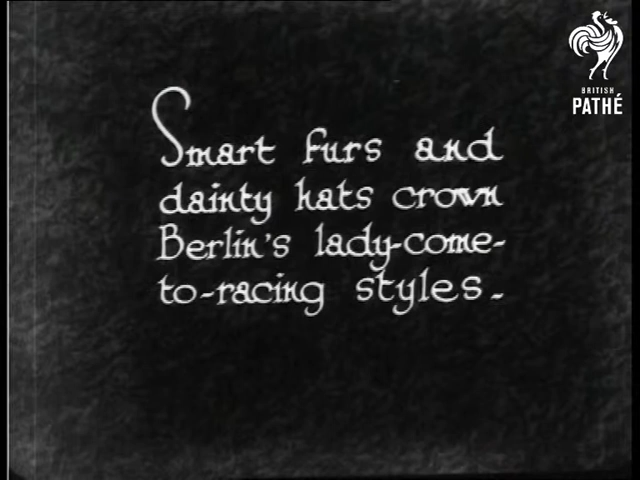 BRITISH
PATHÉ
Smart furs and
dainty hats crown
Berlin's lady-come-
to-racing styles.